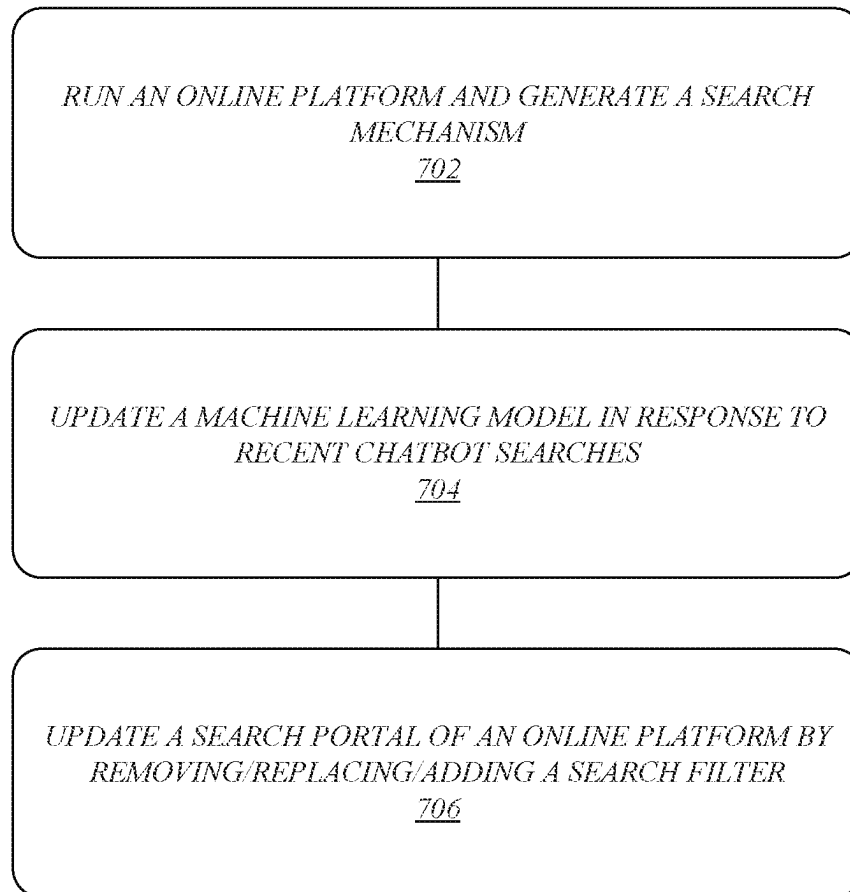 RUN AN ONLINE PLATFORM AND GENERATE A SEARCH
MECHANISM
702
UPDATE A MACHINE LEARNING MODEL IN RESPONSE TO
RECENT CHATBOT SEARCHES
704
UPDATE A SEARCH PORTAL OF AN ONLINE PLATFORM BY
REMOVING/REPLACING/ADDING A SEARCH FILTER
706